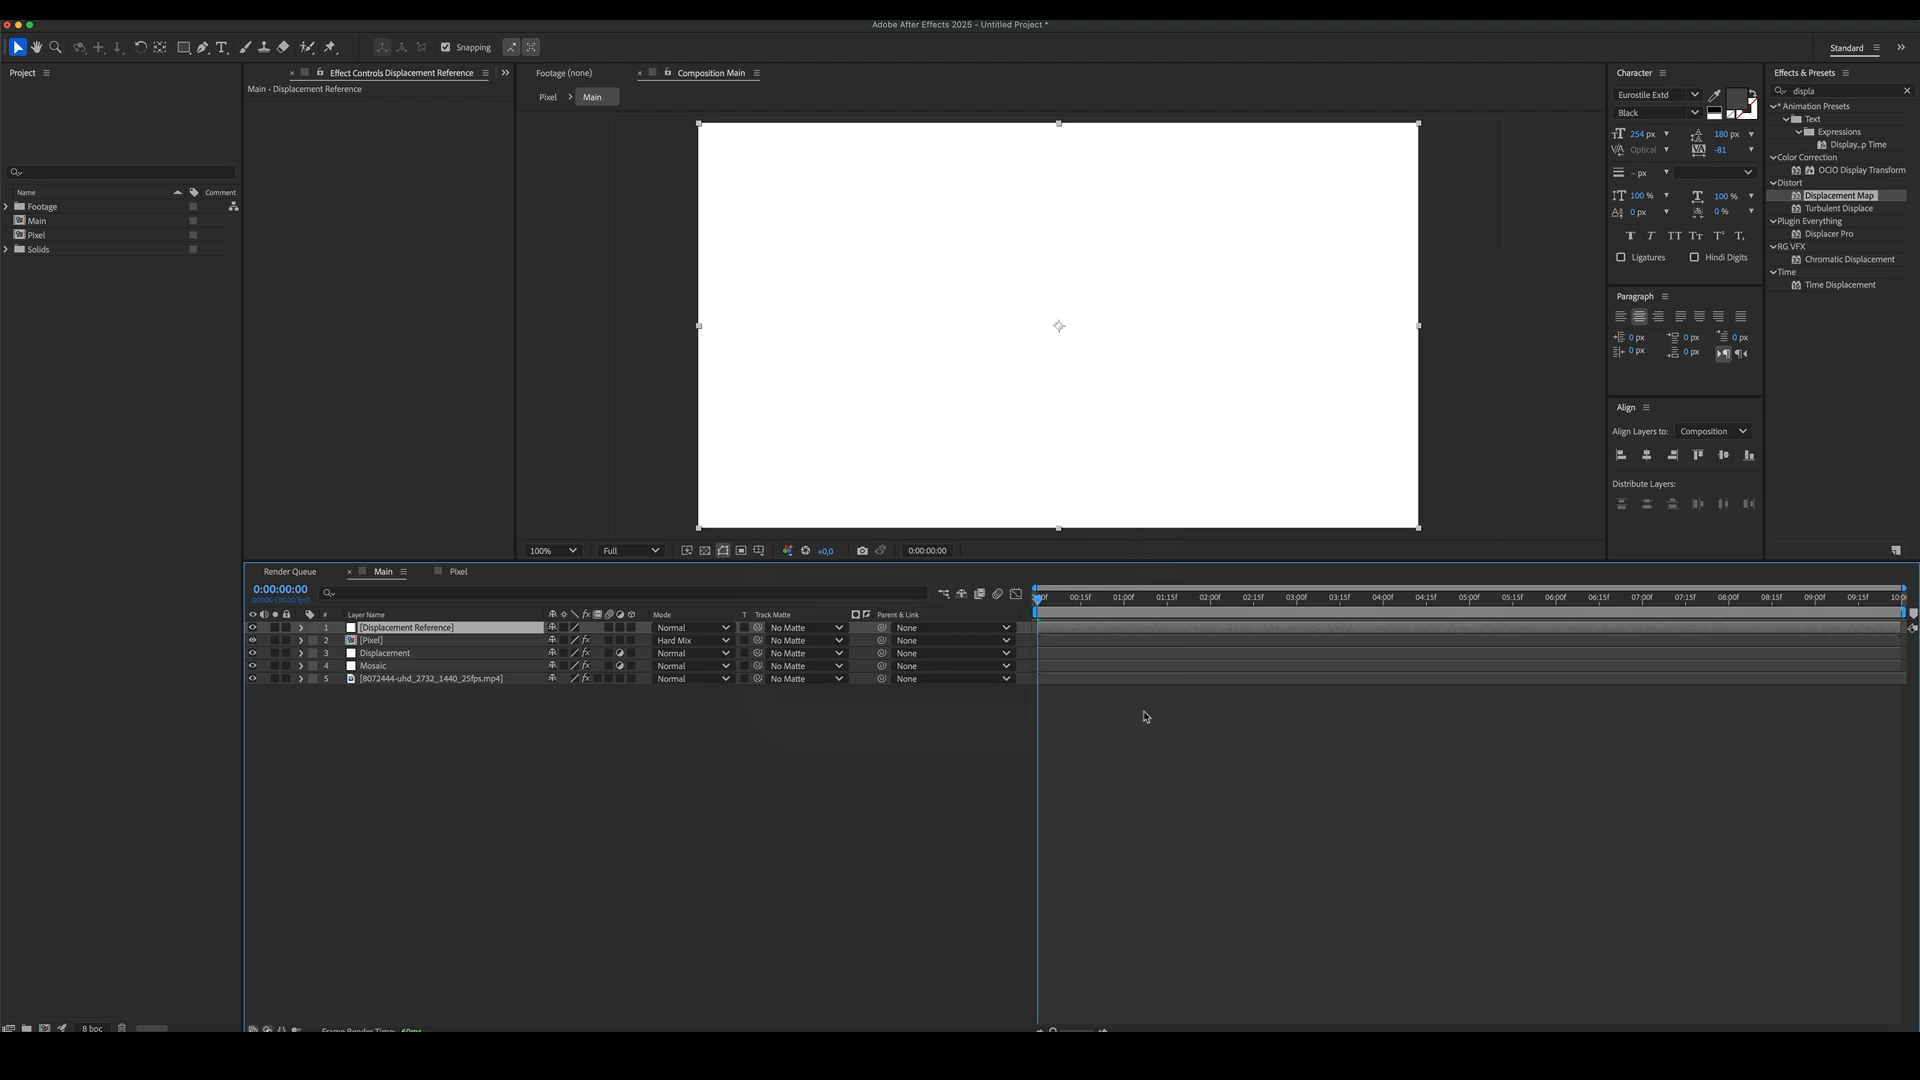 Adobe After Effects 2025 - Untitled Project *
Snapping
Standard
Project
Effect Controls Displacement Reference
Main • Displacement Reference
Footage (none)
Composition Main
Pixel
Main
Name
Comment
Footage
Main
Pixel
Solids
8 bpc
100%
Full
+0,0
0:00:00:00
Character
Eurostile Extd
Black
254 px
180 px
Optical
-81
- px
100 %
100 %
0 px
0 %
Ligatures
Hindi Digits
Paragraph
0 px
0 px
0 px
0 px
0 px
Align
Align Layers to:
Composition
Distribute Layers:
Effects & Presets
displa
* Animation Presets
Text
Expressions
Display...p Time
Color Correction
OCIO Display Transform
Distort
Displacement Map
Turbulent Displace
Plugin Everything
Displacer Pro
RG VFX
Chromatic Displacement
Time
Time Displacement
Render Queue
Main
Pixel
0:00:00:00
00000 (30.00 fps)
00:15f 01:00f 01:15f 02:00f 02:15f 03:00f 03:15f 04:00f 04:15f 05:00f 05:15f 06:00f 06:15f 07:00f 07:15f 08:00f 08:15f 09:00f 09:15f
# Layer Name Mode T Track Matte Parent & Link
1 [Displacement Reference] Normal No Matte None
2 [Pixel] Hard Mix No Matte None
3 Displacement Normal No Matte None
4 Mosaic Normal No Matte None
5 [8072444-uhd_2732_1440_25fps.mp4] Normal No Matte None
Frame Render Time: 60ms